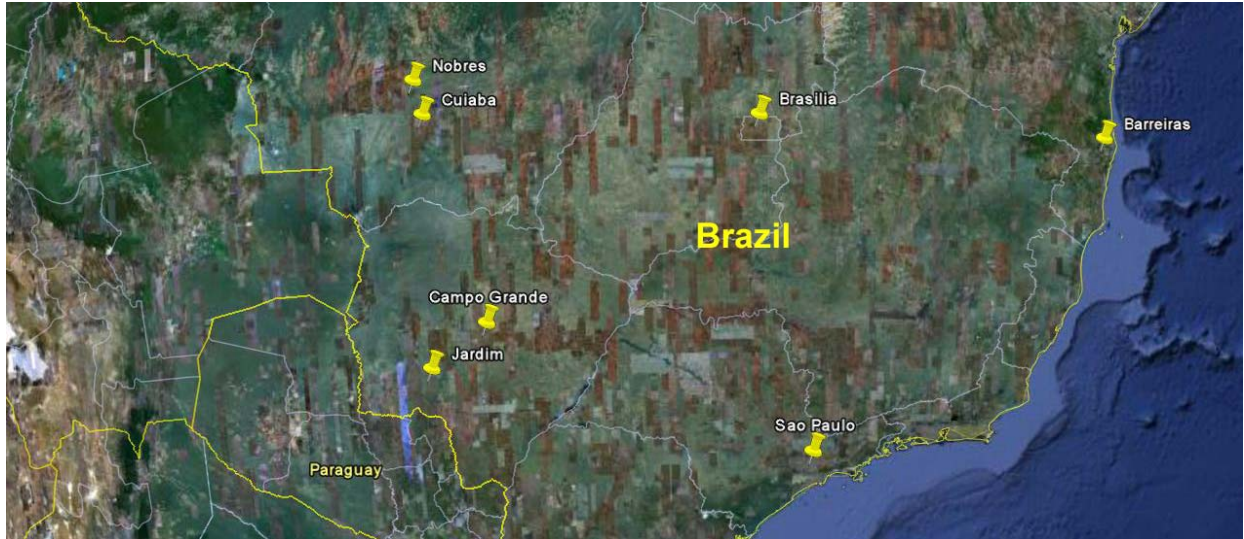 Nobres
Cuiaba
Brasilia
Barreiras
Brazil
Campo Grande
Jardim
Sao Paulo
Paraguay